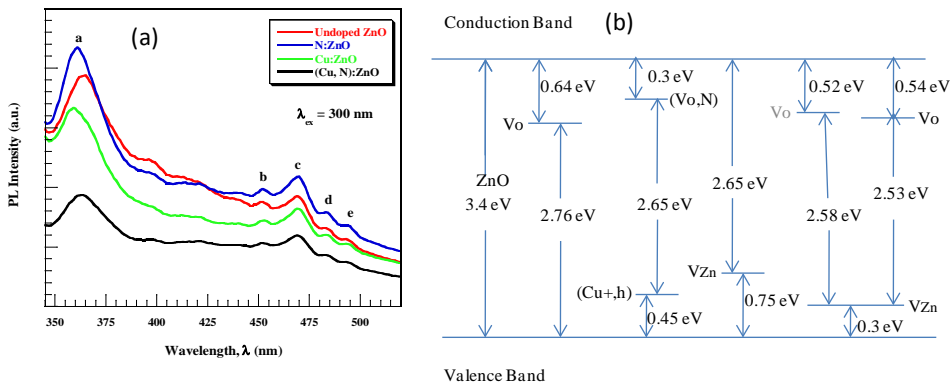 (a)
a
Undoped ZnO
N:ZnO
Cu:ZnO
(Cu, N):ZnO
λex = 300 nm
b
c
d
e
PL Intensity (a.u.)
350 375 400 425 450 475 500
Wavelength, λ (nm)
(b)
Conduction Band
0.64 eV
0.3 eV
0.52 eV
0.54 eV
(Vo,N)
Vo
Vo
Vo
ZnO
3.4 eV
2.76 eV
2.65 eV
2.65 eV
2.58 eV
2.53 eV
VZn
(Cu+,h)
0.75 eV
VZn
0.45 eV
0.3 eV
Valence Band